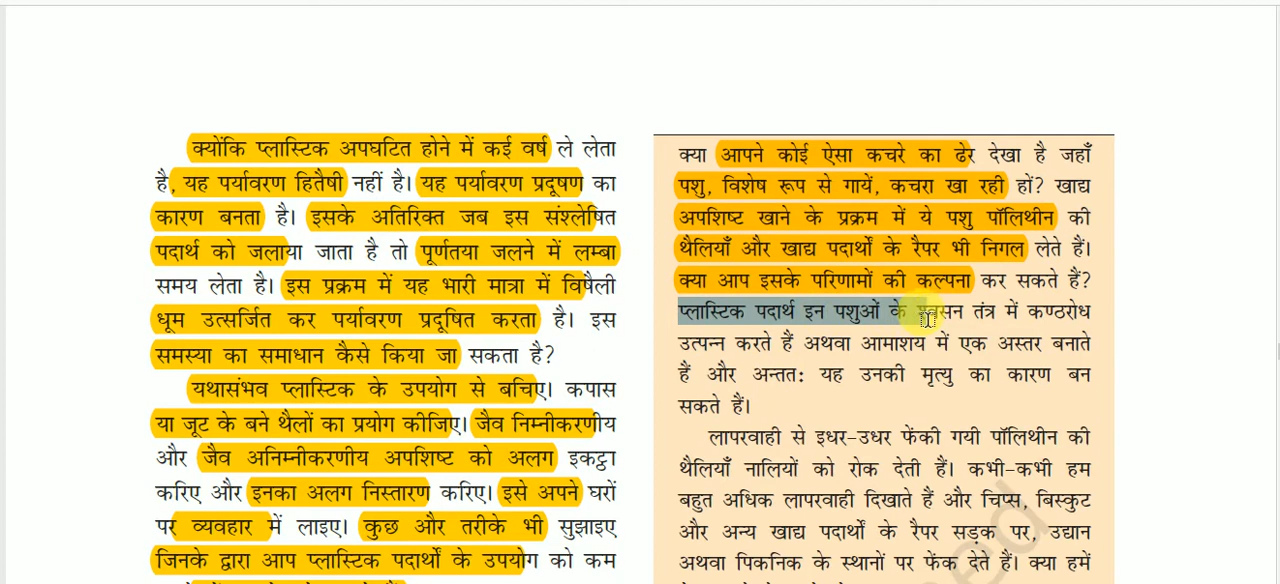 क्योंकि प्लास्टिक अपघटित होने में कई वर्ष ले लेता
है, यह पर्यावरण हितैषी नहीं है। यह पर्यावरण प्रदूषण का
कारण बनता है। इसके अतिरिक्त जब इस संश्लेषित
पदार्थ को जलाया जाता है तो पूर्णतया जलने में लम्बा
समय लेता है। इस प्रक्रम में यह भारी मात्रा में विषैली
धूम उत्सर्जित कर पर्यावरण प्रदूषित करता है। इस
समस्या का समाधान कैसे किया जा सकता है?
यथासंभव प्लास्टिक के उपयोग से बचिए। कपास
या जूट के बने थैलों का प्रयोग कीजिए। जैव निम्नीकरणीय
और जैव अनिम्नीकरणीय अपशिष्ट को अलग इकट्ठा
करिए और इनका अलग निस्तारण करिए। इसे अपने घरों
पर व्यवहार में लाइए। कुछ और तरीके भी सुझाइए
जिनके द्वारा आप प्लास्टिक पदार्थों के उपयोग को कम
क्या आपने कोई ऐसा कचरे का ढेर देखा है जहाँ
पशु, विशेष रूप से गायें, कचरा खा रही हों? खाद्य
अपशिष्ट खाने के प्रक्रम में ये पशु पॉलिथीन की
थैलियाँ और खाद्य पदार्थों के रैपर भी निगल लेते हैं।
क्या आप इसके परिणामों की कल्पना कर सकते हैं?
प्लास्टिक पदार्थ इन पशुओं के श्वसन तंत्र में कण्ठरोध
उत्पन्न करते हैं अथवा आमाशय में एक अस्तर बनाते
हैं और अन्तत: यह उनकी मृत्यु का कारण बन
सकते हैं।
लापरवाही से इधर-उधर फेंकी गयी पॉलिथीन की
थैलियाँ नालियों को रोक देती हैं। कभी-कभी हम
बहुत अधिक लापरवाही दिखाते हैं और चिप्स, बिस्कुट
और अन्य खाद्य पदार्थों के रैपर सड़क पर, उद्यान
अथवा पिकनिक के स्थानों पर फेंक देते हैं। क्या हमें